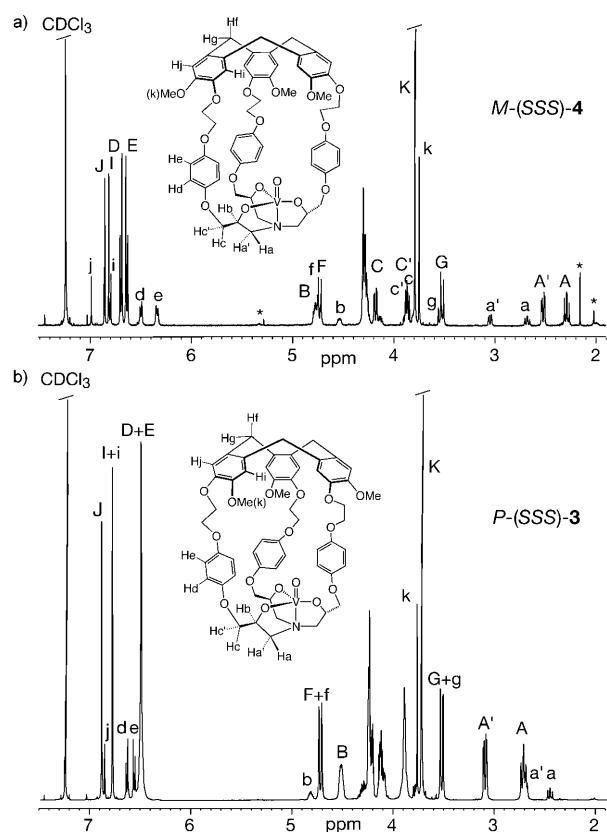 a)
CDCl3
Hf
Hg
Hj
Hi
(k)MeO
OMe
OMe
O
O
O
O
O
O
He
Hd
O
O
O
O
O
V
O
O
N
Hb
Hc'
Hc
Ha'
Ha
K
k
M-(SSS)-4
J
I
D
E
j
i
d
e
*
B
f
F
b
C
C'
c'
c
g
G
a'
a
A'
A
*
*
7
6
5
4
3
2
ppm
b)
CDCl3
D+E
I+i
J
j
d
e
Hf
Hg
Hj
Hi
OMe(k)
OMe
OMe
O
O
O
O
O
O
He
Hd
O
O
O
O
O
V
O
O
N
Hb
Hc'
Hc
Ha'
Ha
K
k
P-(SSS)-3
F+f
b
B
G+g
A'
A
a'
a
7
6
5
4
3
2
ppm